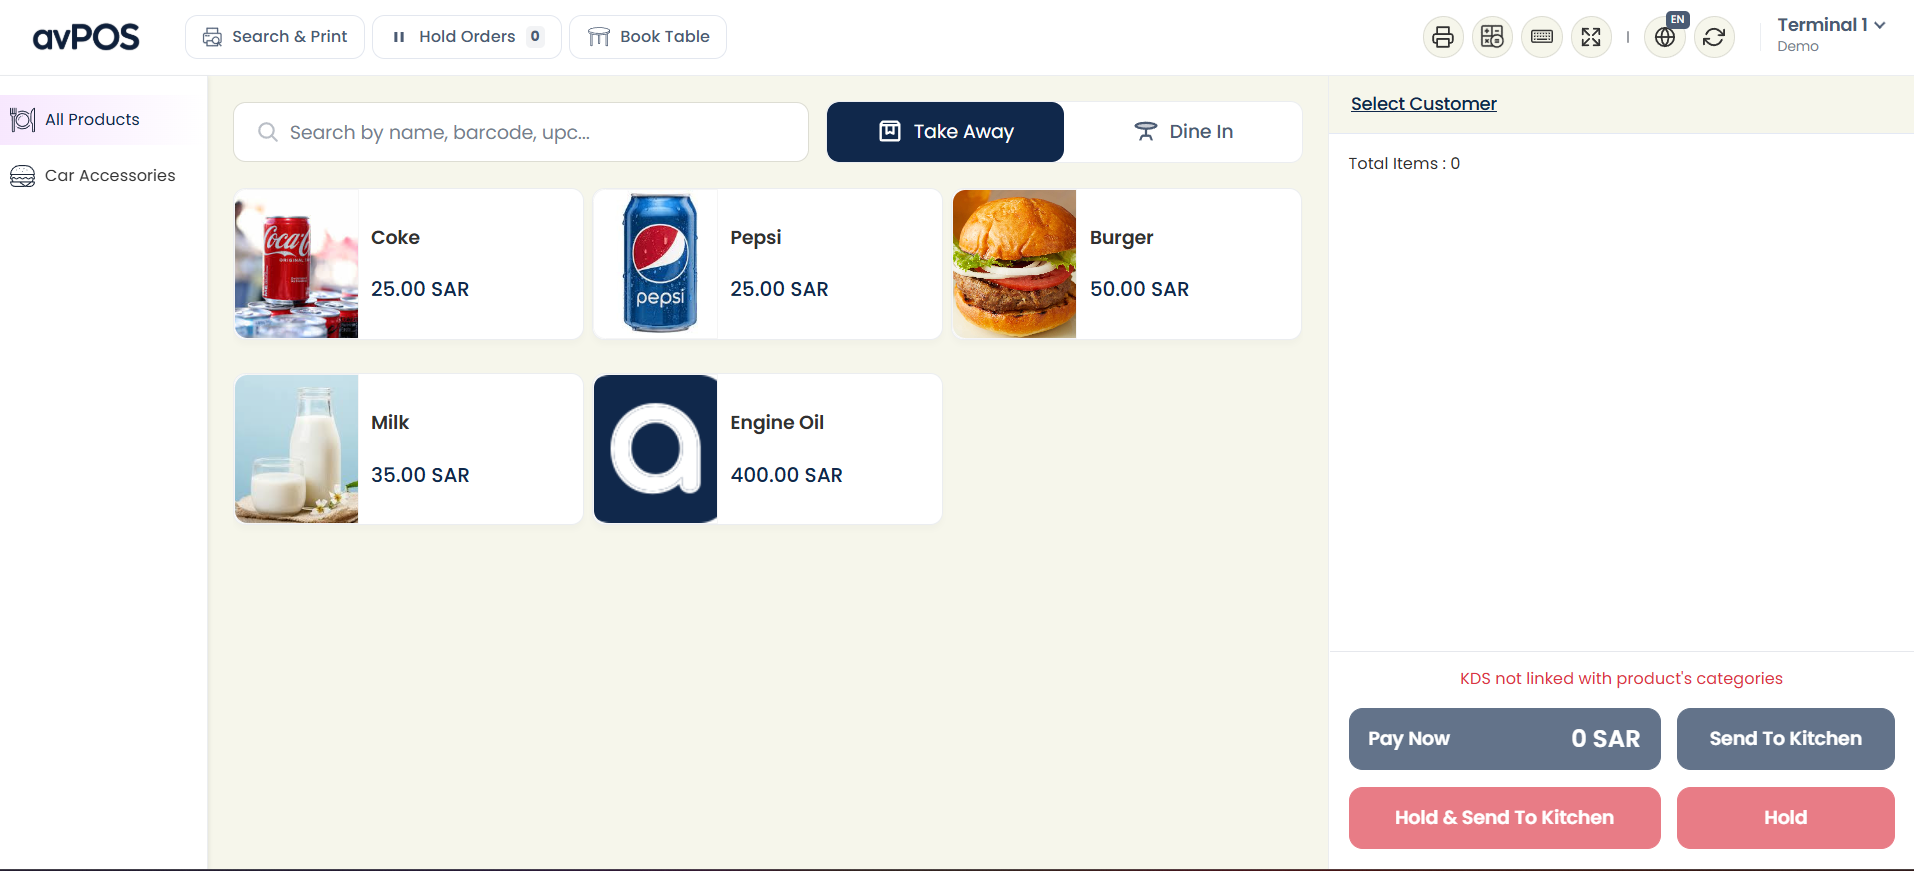 avPOS
Search & Print
Hold Orders 0
Book Table
EN
Terminal 1
Demo
All Products
Car Accessories
Search by name, barcode, upc...
Take Away
Dine In
Select Customer
Total Items : 0
Coke
25.00 SAR
pepsi
Pepsi
25.00 SAR
Burger
50.00 SAR
Milk
35.00 SAR
a
Engine Oil
400.00 SAR
KDS not linked with product's categories
Pay Now 0 SAR
Send To Kitchen
Hold & Send To Kitchen
Hold